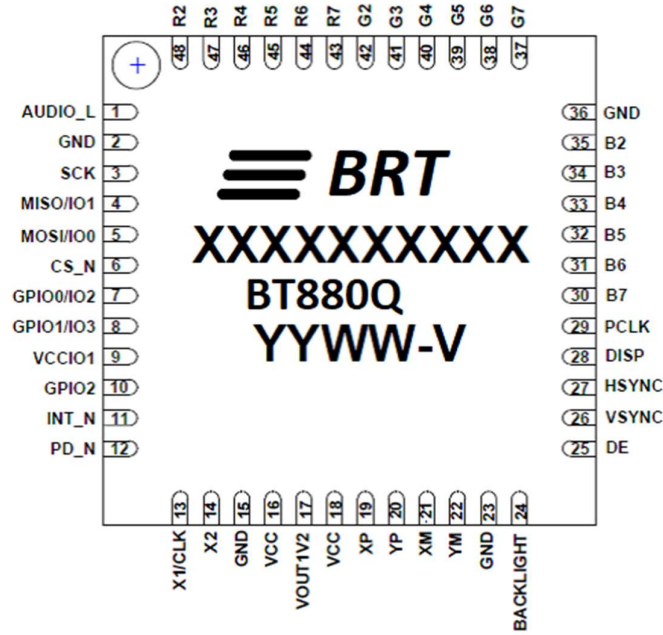 R2 R3 R4 R5 R6 R7 G2 G3 G4 G5 G6 G7
48 47 46 45 44 43 42 41 40 39 38 37
AUDIO_L 1
GND 2
SCK 3
MISO/IO1 4
MOSI/IO0 5
CS_N 6
GPIO0/IO2 7
GPIO1/IO3 8
VCCIO1 9
GPIO2 10
INT_N 11
PD_N 12
BRT
XXXXXXXXXX
BT880Q
YYWW-V
36 GND
35 B2
34 B3
33 B4
32 B5
31 B6
30 B7
29 PCLK
28 DISP
27 HSYNC
26 VSYNC
25 DE
13 14 15 16 17 18 19 20 21 22 23 24
X1/CLK X2 GND VCC VOUT1V2 VCC XP YP XM YM GND BACKLIGHT